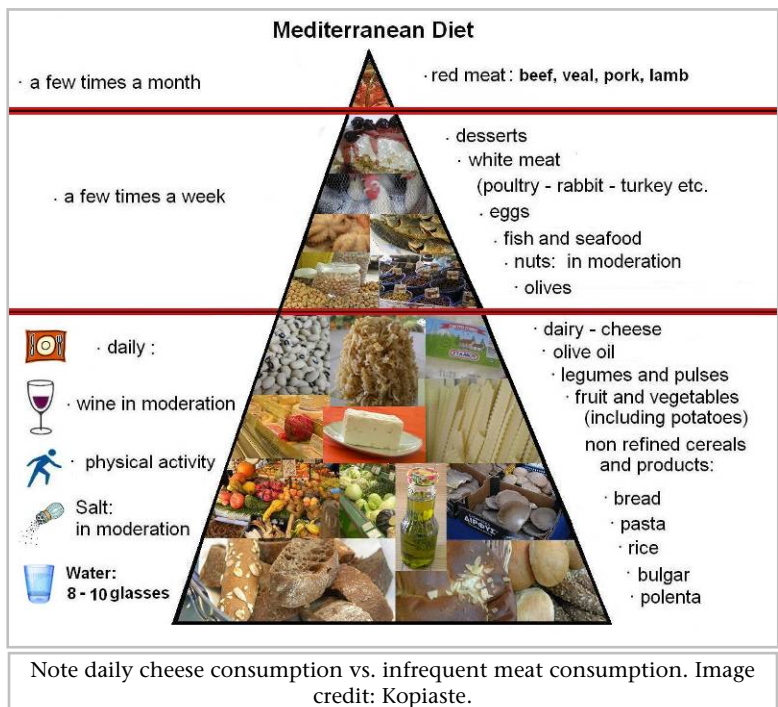 Mediterranean Diet
· a few times a month
· red meat : beef, veal, pork, lamb
· a few times a week
· desserts
· white meat
(poultry - rabbit - turkey etc.
· eggs
· fish and seafood
· nuts: in moderation
· olives
· daily :
· wine in moderation
· physical activity
Salt:
in moderation
Water:
8 - 10 glasses
· dairy - cheese
· olive oil
· legumes and pulses
· fruit and vegetables
(including potatoes)
non refined cereals
and products:
· bread
· pasta
· rice
· bulgar
· polenta
Note daily cheese consumption vs. infrequent meat consumption. Image
credit: Kopiaste.